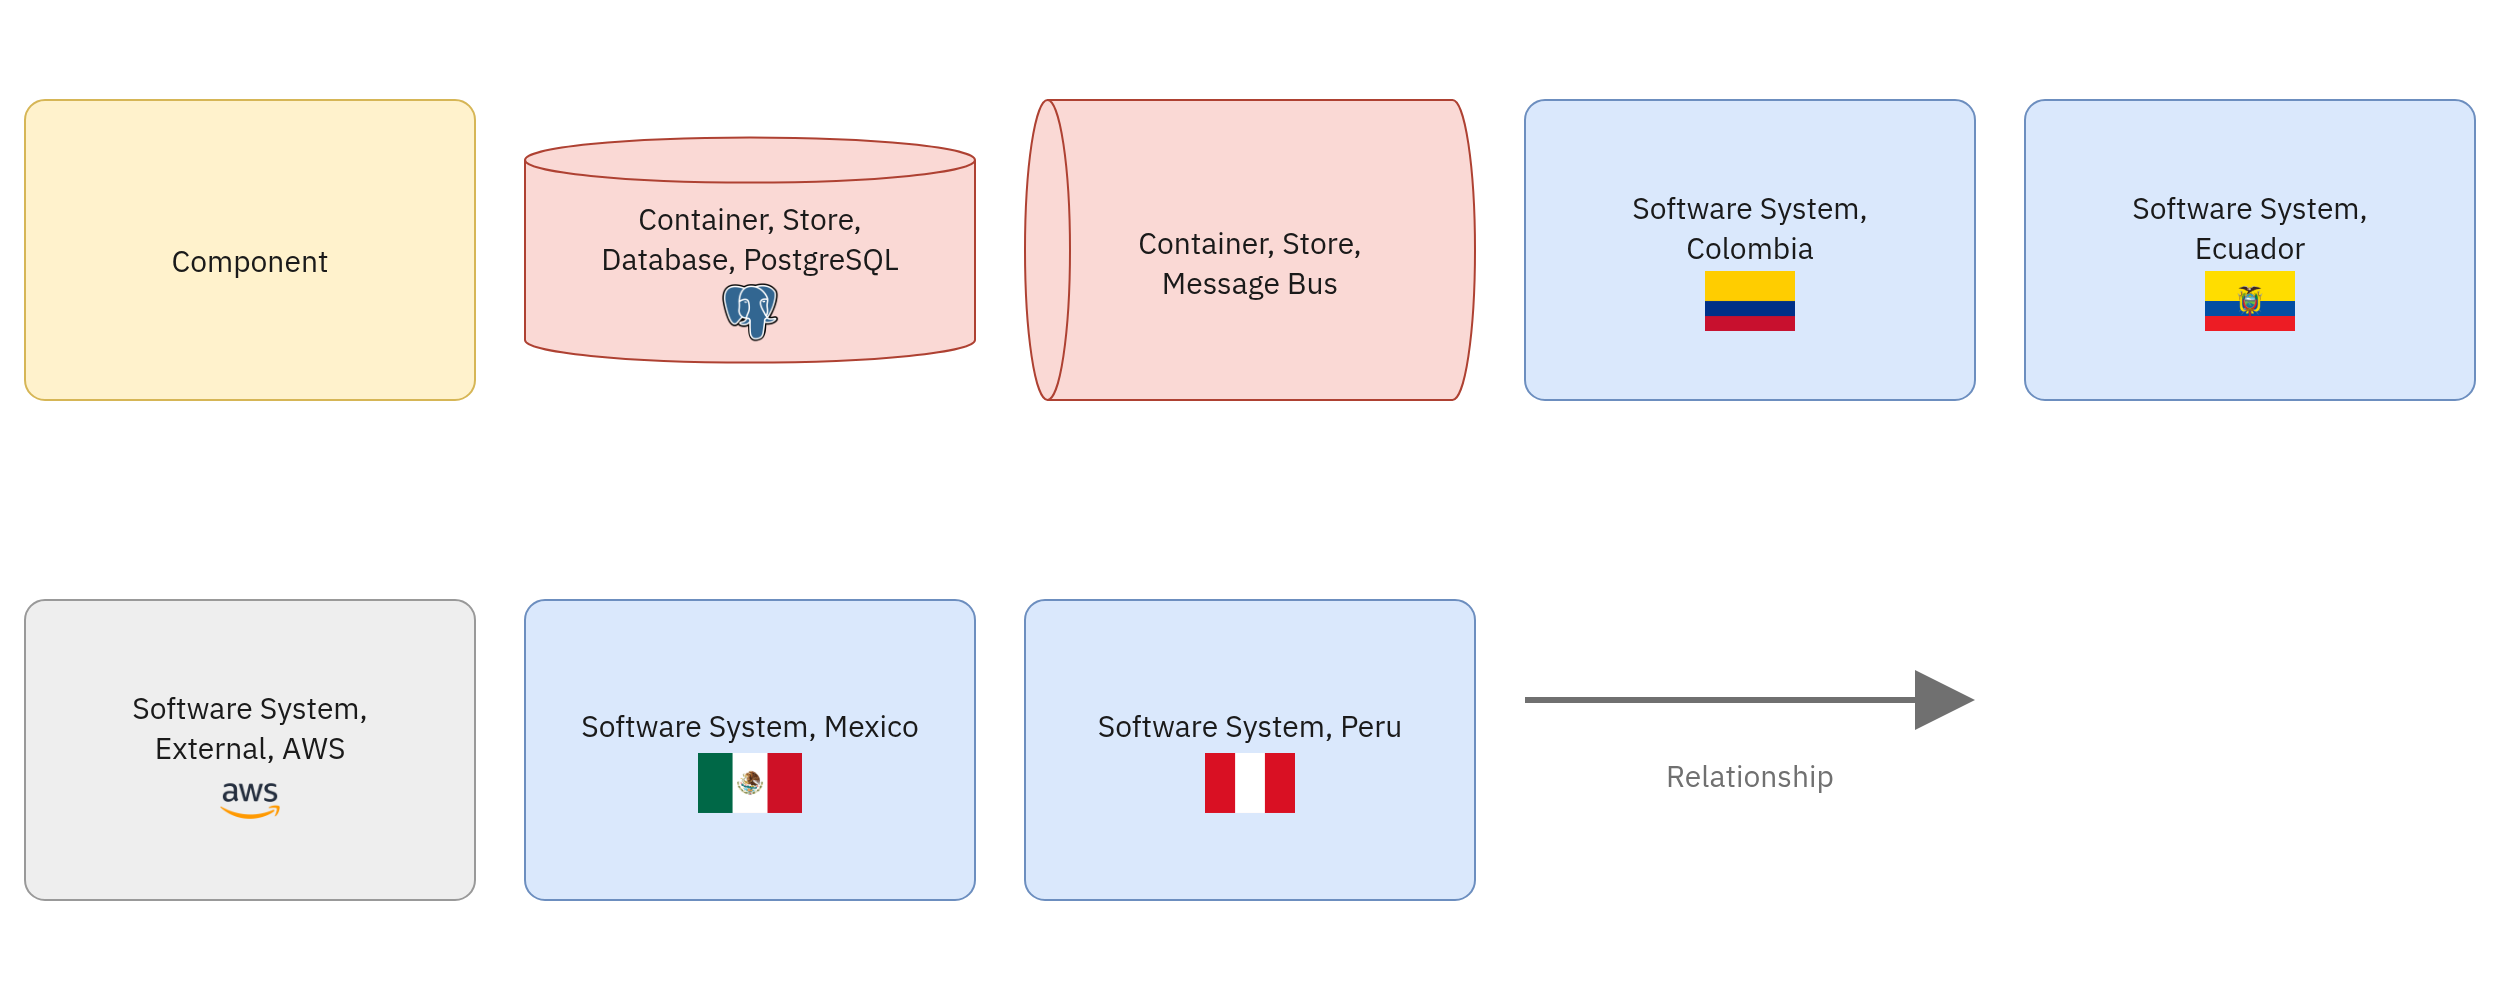 Component
Container, Store,
Database, PostgreSQL
Container, Store,
Message Bus
Software System,
Colombia
Software System,
Ecuador
Software System,
External, AWS
aws
Software System, Mexico
Software System, Peru
Relationship